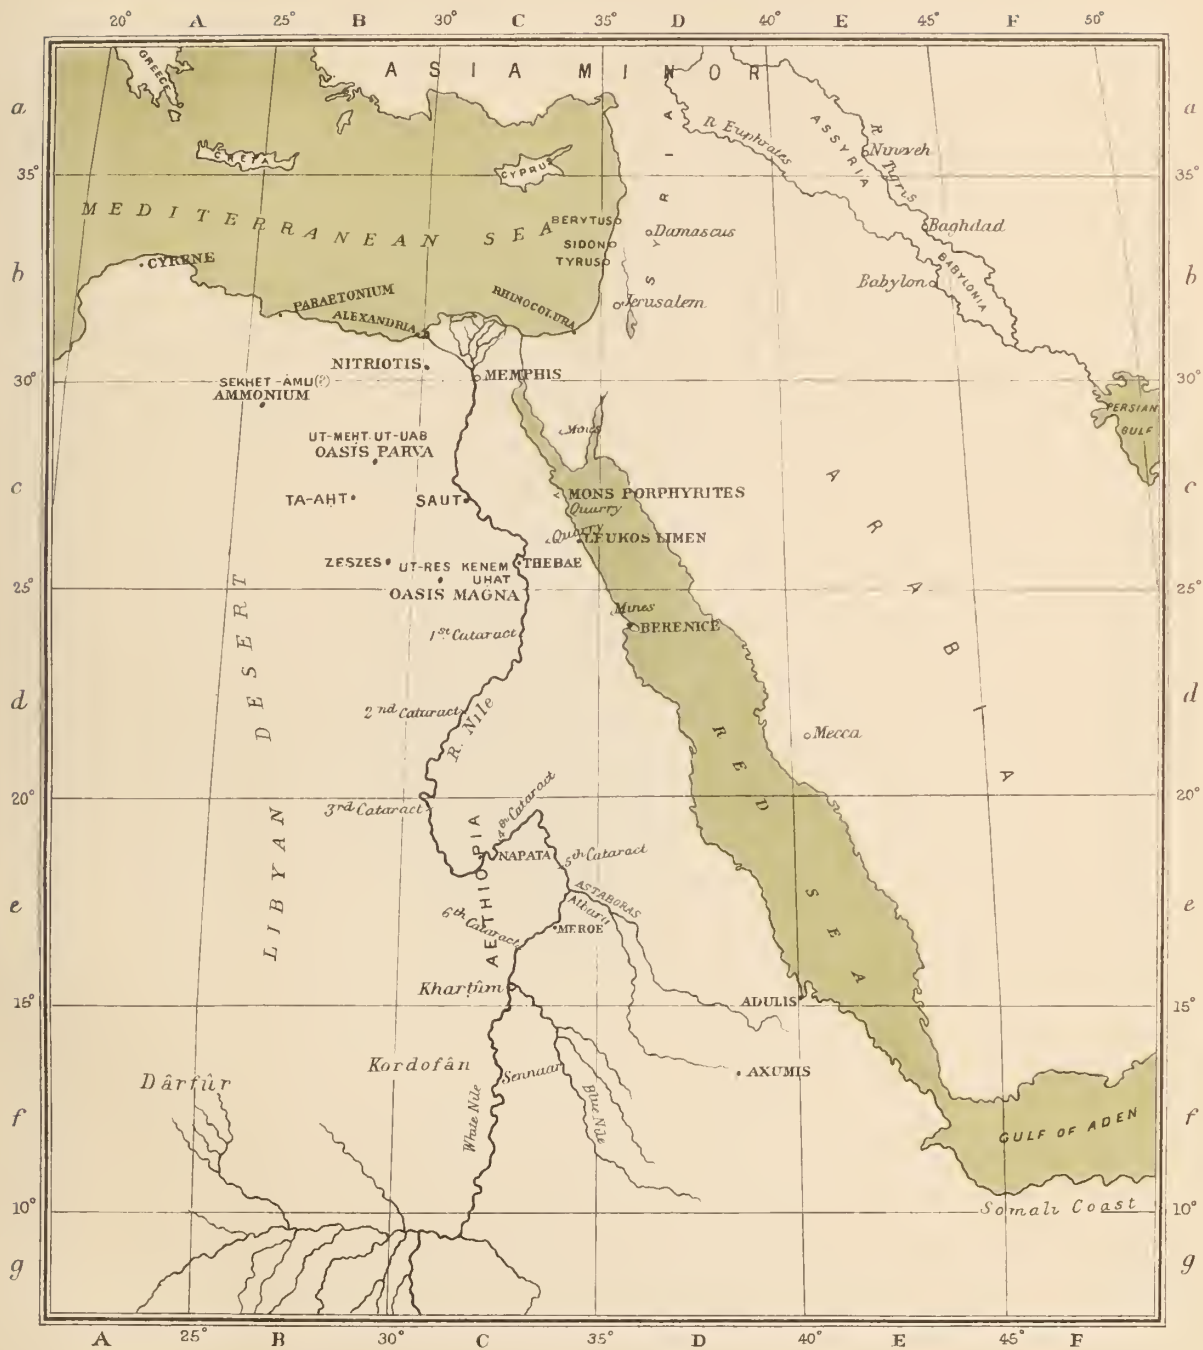 20° A 25° B 30° C 35° D 40° E 45° F 50°
a
a
GREECE
ASIA MINOR
CRETA
CYPRUS
R. Euphrates
ASSYRIA
R Tigris
Nineveh
35°
35°
MEDITERRANEAN SEA
SYRIA
BERYTUS
Damascus
SIDON
TYRUS
Baghdad
BABYLONIA
Babylon
b
b
CYRENE
PARAETONIUM
ALEXANDRIA
RHINOCOLURA
Jerusalem
NITRIOTIS
MEMPHIS
30°
30°
SEKHET-ÀMU(?)
AMMONIUM
PERSIAN
GULF
UT-MEHT UT-UAB
OASIS PARVA
Mines
c
c
TA-AḤT
SAUT
MONS PORPHYRITES
Quarry
Quarry
LEUKOS LIMEN
ZESZES
UT-RES KENEM
UHAT
THEBAE
OASIS MAGNA
25°
25°
Mines
BERENICE
1st Cataract
ARABIA
LIBYAN DESERT
d
d
2nd Cataract
R. Nile
Mecca
RED SEA
20°
20°
3rd Cataract
4th Cataract
AETHIOPIA
NAPATA
5th Cataract
ASTABORAS
Atbara
e
e
6th Cataract
MEROE
Kharṭûm
ADULIS
15°
15°
Kordofân
Dârfûr
Sennaar
AXUMIS
White Nile
Blue Nile
f
f
GULF OF ADEN
Somali Coast
10°
10°
g
g
A 25° B 30° C 35° D 40° E 45° F